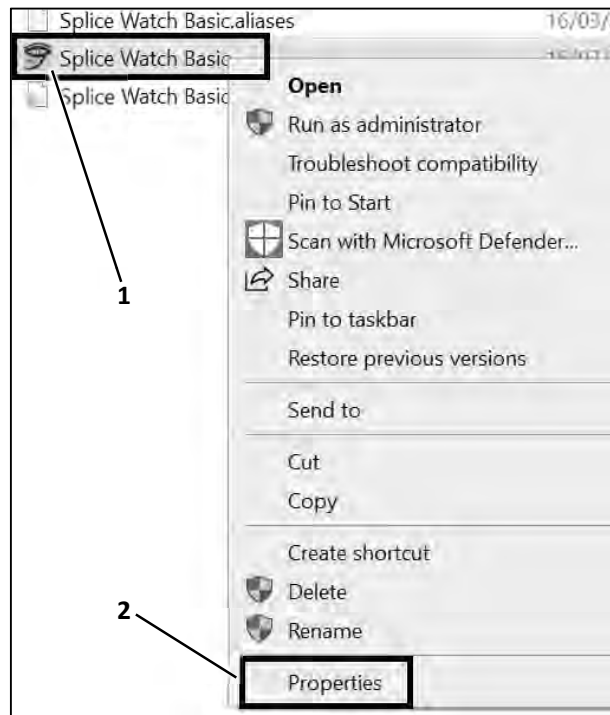 Splice Watch Basic.aliases 16/03/
Splice Watch Basic
Splice Watch Basic
Open
Run as administrator
Troubleshoot compatibility
Pin to Start
Scan with Microsoft Defender...
1
Share
Pin to taskbar
Restore previous versions
Send to
Cut
Copy
Create shortcut
Delete
2
Rename
Properties